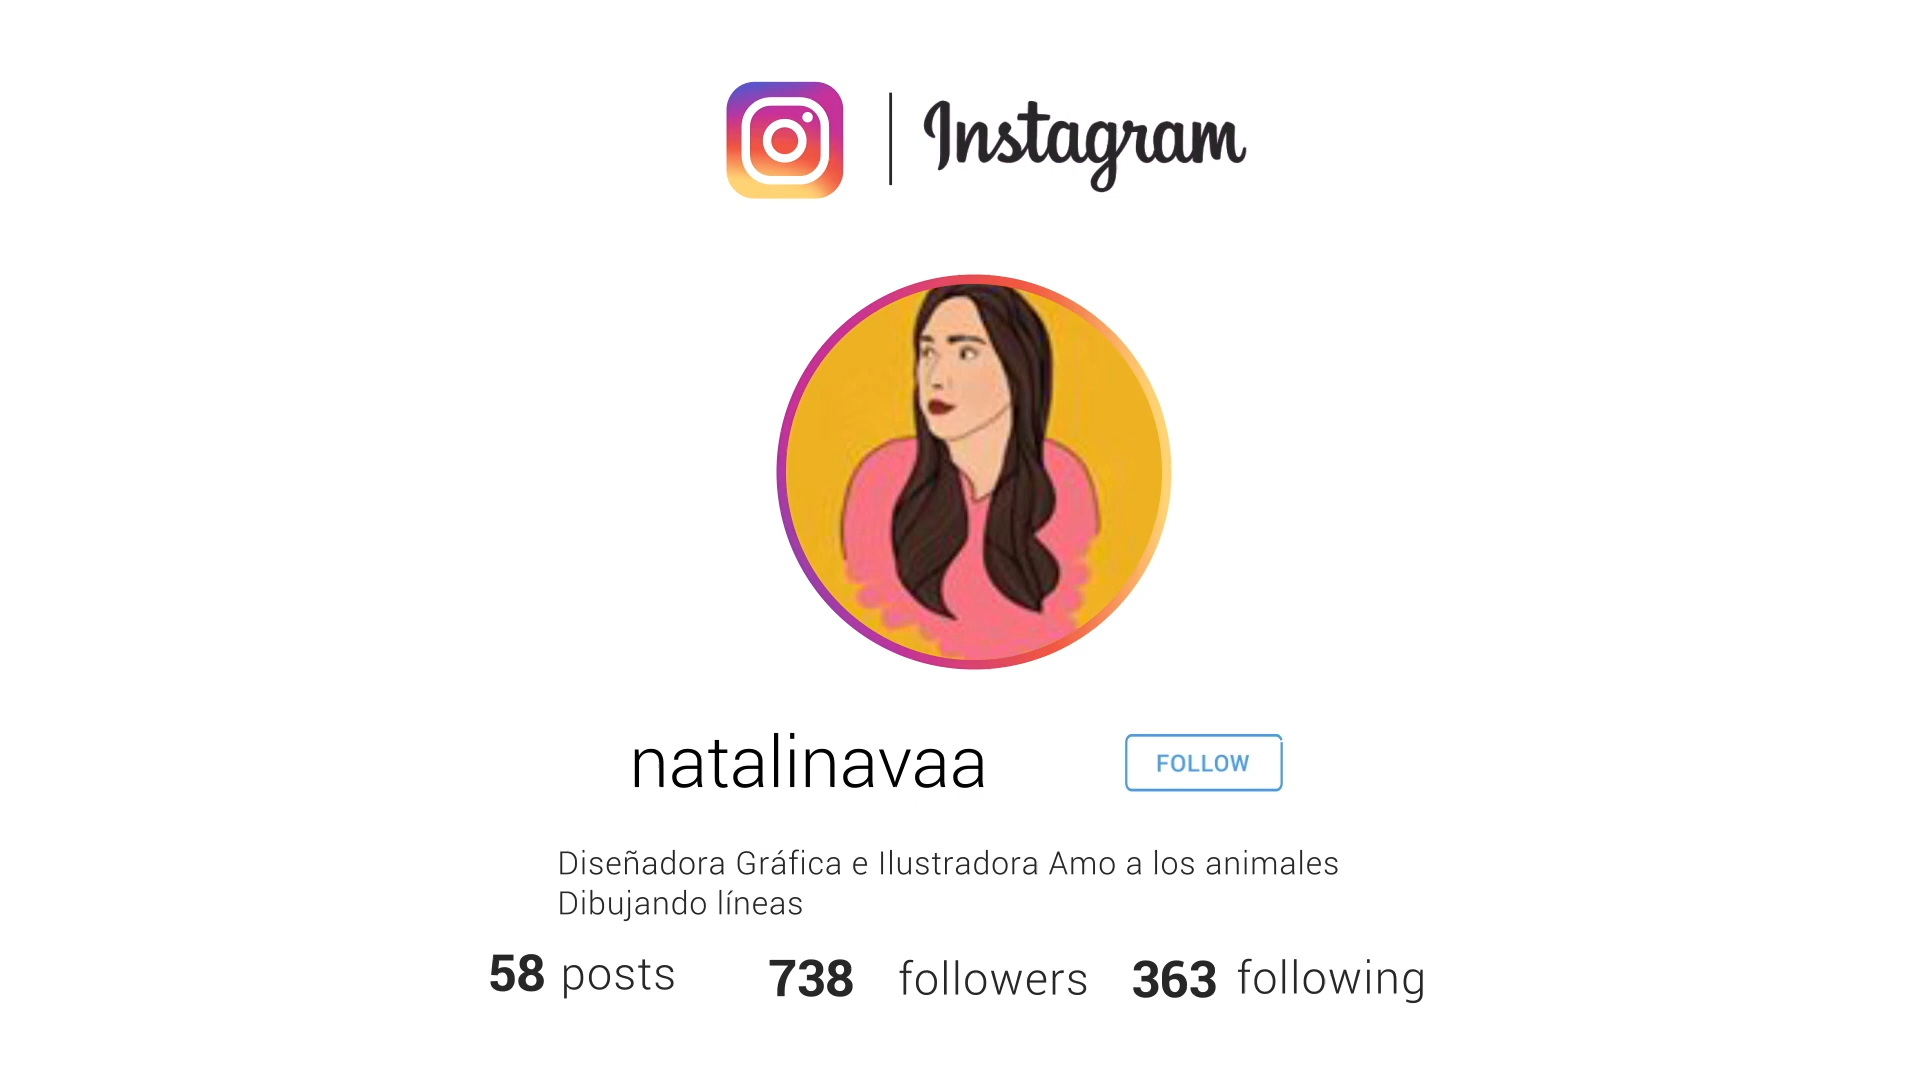 Instagram
natalinavaa
FOLLOW
Diseñadora Gráfica e Ilustradora Amo a los animales
Dibujando líneas
58 posts 738 followers 363 following